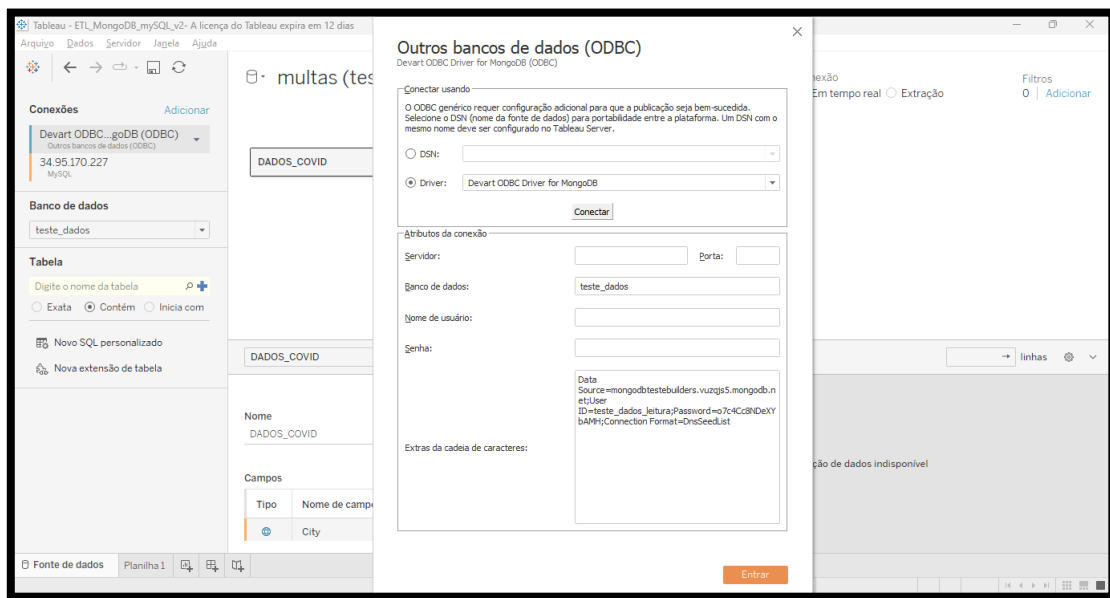 Tableau - ETL_MongoDB_mySQL_v2- A licença do Tableau expira em 12 dias
Arquivo Dados Servidor Janela Ajuda
multas (tes
Conexões Adicionar
Devart ODBC...goDB (ODBC)
Outros bancos de dados (ODBC)
34.95.170.227
MySQL
Banco de dados
teste_dados
Tabela
Digite o nome da tabela
Exata Contém Inicia com
Novo SQL personalizado
Nova extensão de tabela
DADOS_COVID
DADOS_COVID
Nome
DADOS_COVID
Campos
Tipo Nome de camp
City
Outros bancos de dados (ODBC)
Devart ODBC Driver for MongoDB (ODBC)
Conectar usando
O ODBC genérico requer configuração adicional para que a publicação seja bem-sucedida.
Selecione o DSN (nome da fonte de dados) para portabilidade entre a plataforma. Um DSN com o
mesmo nome deve ser configurado no Tableau Server.
DSN:
Driver: Devart ODBC Driver for MongoDB
Conectar
Atributos da conexão
Servidor: Porta:
Banco de dados: teste_dados
Nome de usuário:
Senha:
Extras da cadeia de caracteres:
Data
Source=mongodbtestebuilders.vuzqjs5.mongodb.n
et;User
ID=teste_dados_leitura;Password=o7c4Cc8NDeXY
bAMH;Connection Format=DnsSeedList
Entrar
nexão
Em tempo real Extração
Filtros
0 Adicionar
linhas
ção de dados indisponível
Fonte de dados Planilha 1